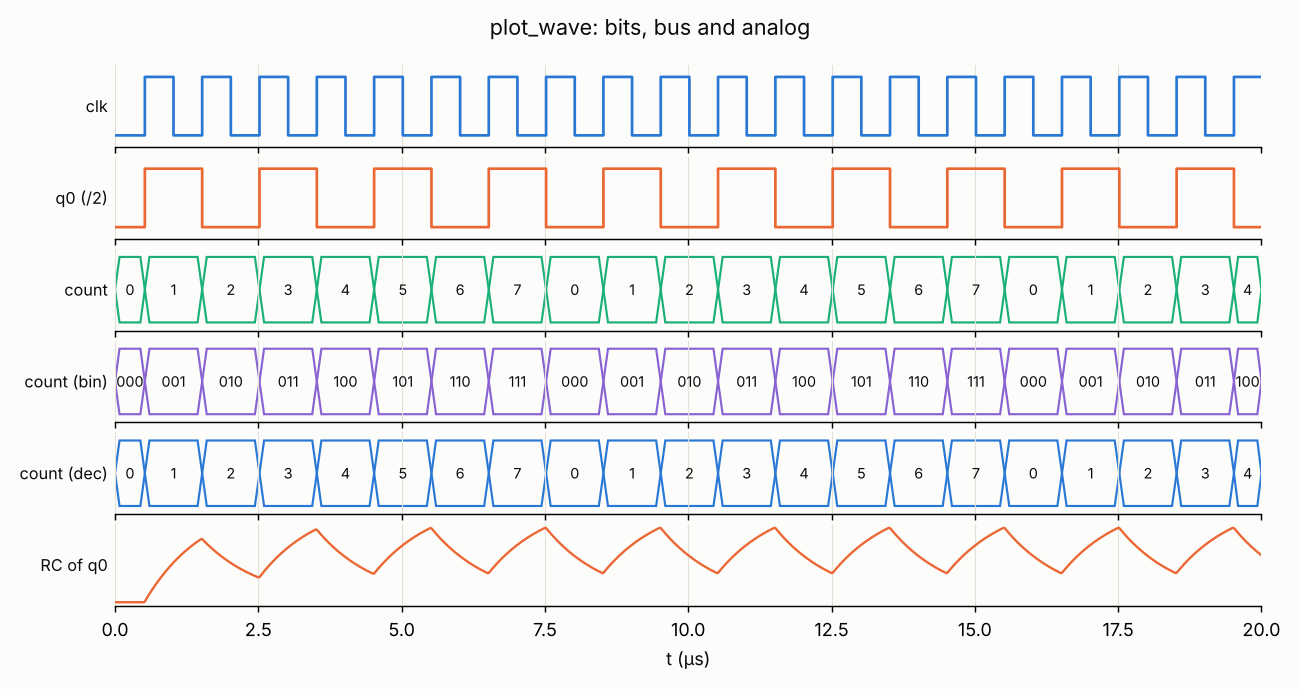 plot_wave: bits, bus and analog
clk
q0 (/2)
count 0 1 2 3 4 5 6 7 0 1 2 3 4 5 6 7 0 1 2 3 4
count (bin) 000 001 010 011 100 101 110 111 000 001 010 011 100 101 110 111 000 001 010 011 100
count (dec) 0 1 2 3 4 5 6 7 0 1 2 3 4 5 6 7 0 1 2 3 4
RC of q0
0.0 2.5 5.0 7.5 10.0 12.5 15.0 17.5 20.0
t (µs)